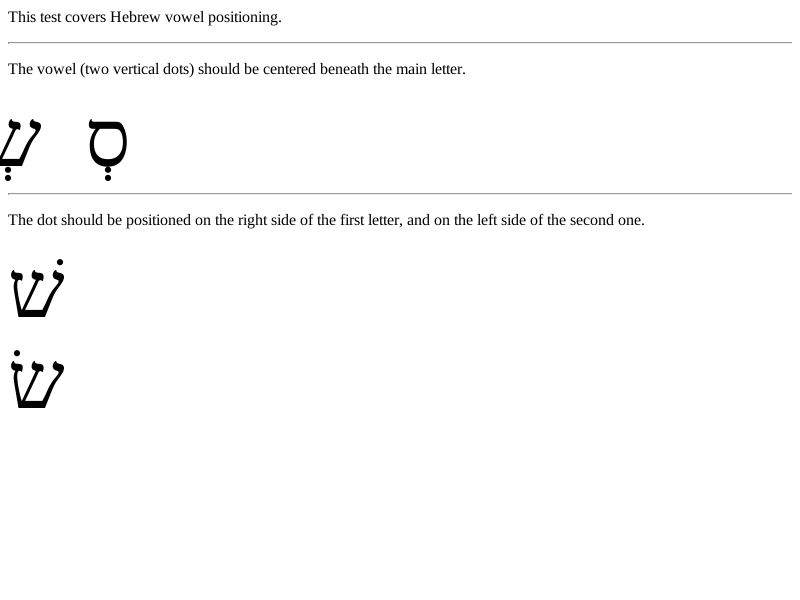 This test covers Hebrew vowel positioning.
The vowel (two vertical dots) should be centered beneath the main letter.
סְ שְ
The dot should be positioned on the right side of the first letter, and on the left side of the second one.
שׁ
שׂ